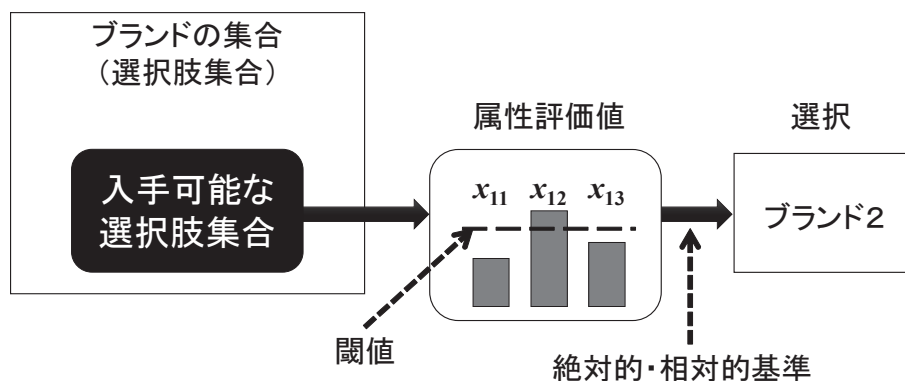 ブランドの集合
（選択肢集合）
入手可能な
選択肢集合
属性評価値
x11 x12 x13
選択
ブランド2
閾値
絶対的・相対的基準